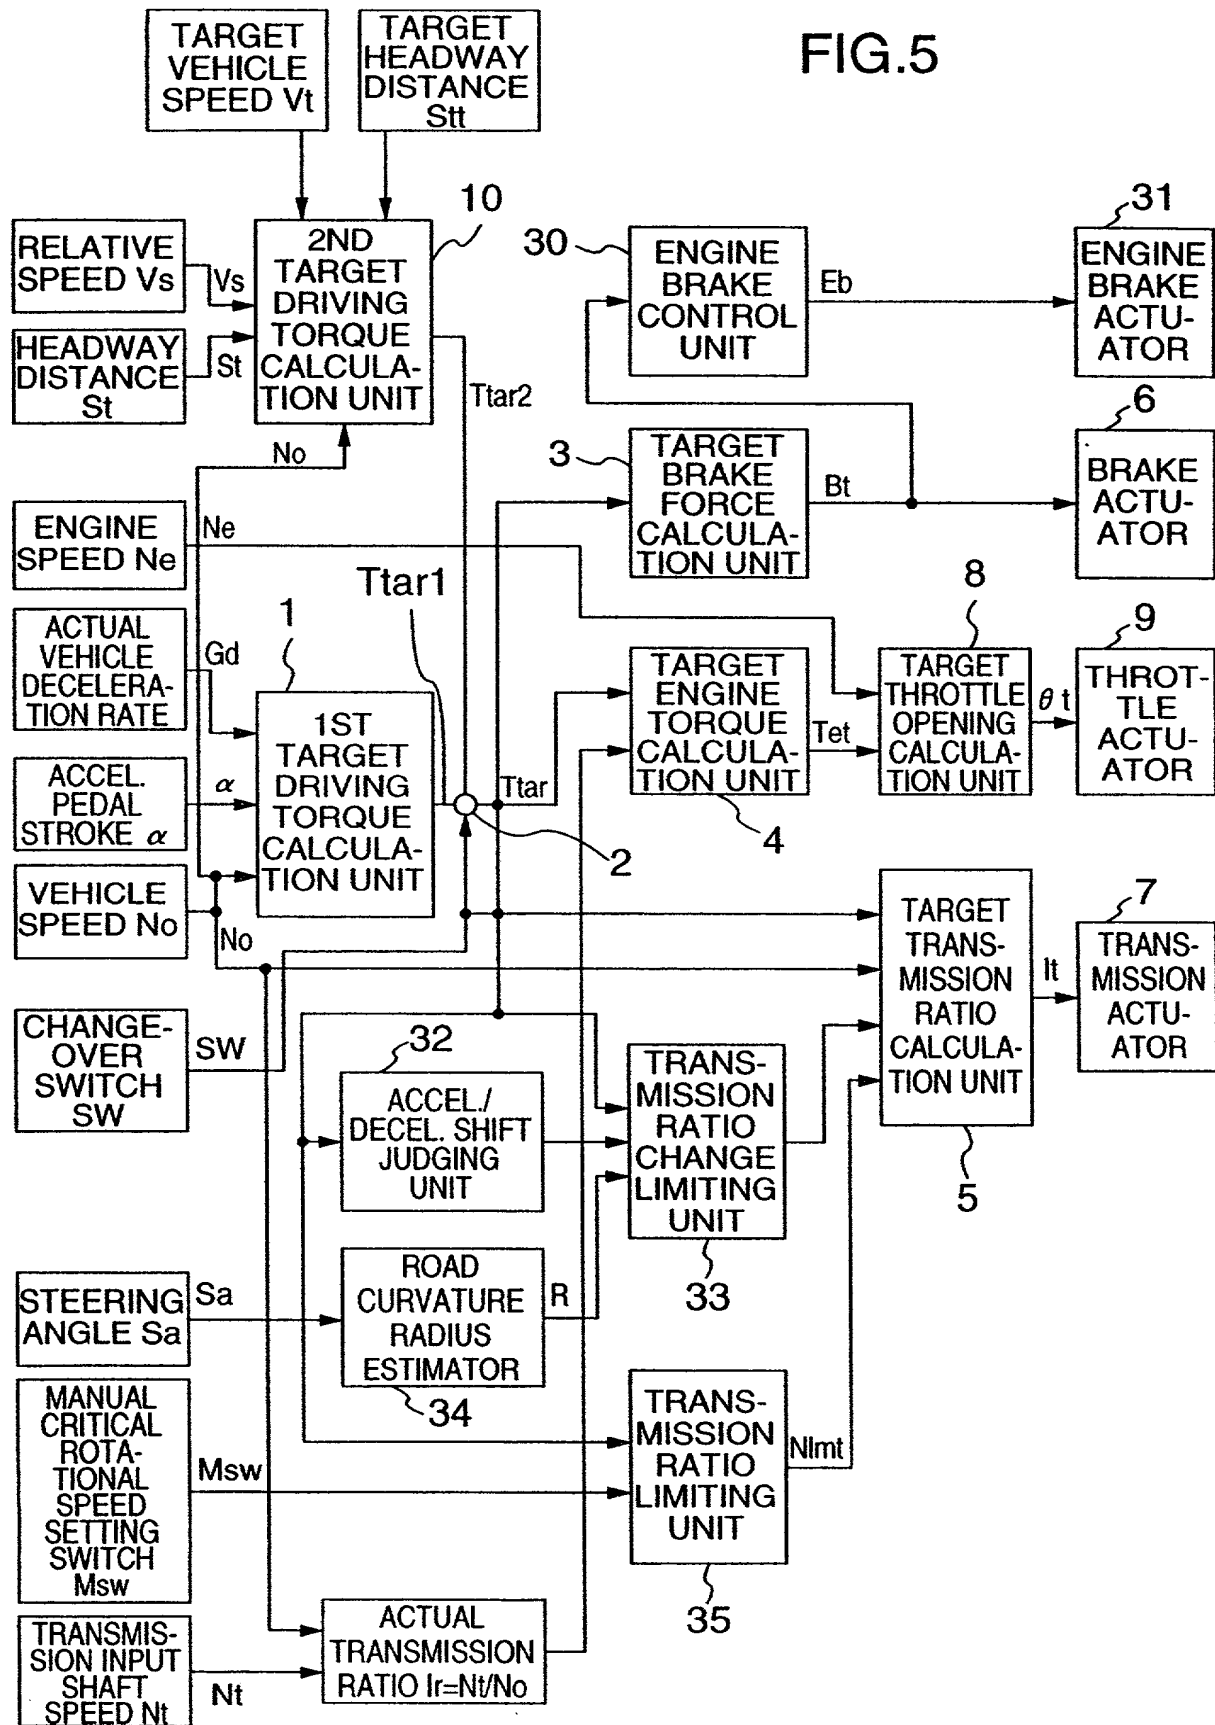 FIG.5
TARGET
VEHICLE
SPEED Vt
TARGET
HEADWAY
DISTANCE
Stt
RELATIVE
SPEED Vs
Vs
HEADWAY
DISTANCE
St
St
2ND
TARGET
DRIVING
TORQUE
CALCULA-
TION UNIT
10
Ttar2
No
30
ENGINE
BRAKE
CONTROL
UNIT
Eb
31
ENGINE
BRAKE
ACTU-
ATOR
3
TARGET
BRAKE
FORCE
CALCULA-
TION UNIT
Bt
6
BRAKE
ACTU-
ATOR
ENGINE
SPEED Ne
Ne
Ttar1
ACTUAL
VEHICLE
DECELERA-
TION RATE
Gd
1
1ST
TARGET
DRIVING
TORQUE
CALCULA-
TION UNIT
ACCEL.
PEDAL
STROKE α
α
VEHICLE
SPEED No
No
Ttar
2
TARGET
ENGINE
TORQUE
CALCULA-
TION UNIT
4
Tet
8
TARGET
THROTTLE
OPENING
CALCULA-
TION UNIT
θ t
9
THROT-
TLE
ACTU-
ATOR
CHANGE-
OVER
SWITCH
SW
SW
TARGET
TRANS-
MISSION
RATIO
CALCULA-
TION UNIT
5
It
7
TRANS-
MISSION
ACTU-
ATOR
32
ACCEL./
DECEL. SHIFT
JUDGING
UNIT
TRANS-
MISSION
RATIO
CHANGE
LIMITING
UNIT
33
STEERING
ANGLE Sa
Sa
ROAD
CURVATURE
RADIUS
ESTIMATOR
34
R
MANUAL
CRITICAL
ROTA-
TIONAL
SPEED
SETTING
SWITCH
Msw
Msw
TRANS-
MISSION
RATIO
LIMITING
UNIT
35
Nlmt
TRANSMIS-
SION INPUT
SHAFT
SPEED Nt
Nt
ACTUAL
TRANSMISSION
RATIO Ir=Nt/No